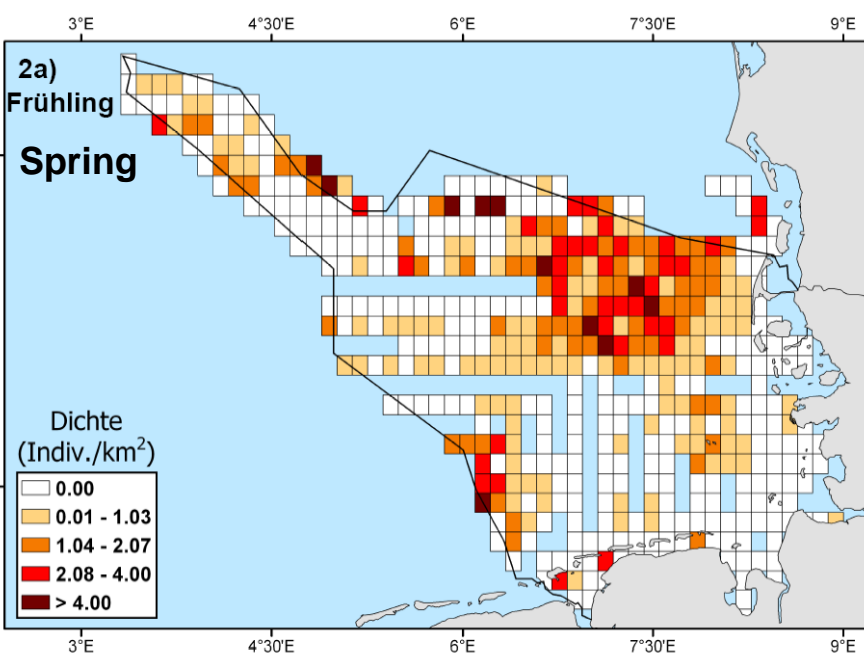 3°E 4°30'E 6°E 7°30'E 9°E
2a)
Frühling
Spring
Dichte
(Indiv./km²)
0.00
0.01 - 1.03
1.04 - 2.07
2.08 - 4.00
> 4.00
3°E 4°30'E 6°E 7°30'E 9°E